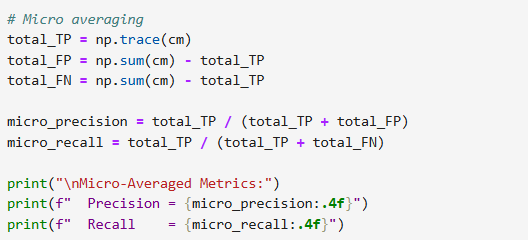 # Micro averaging
total_TP = np.trace(cm)
total_FP = np.sum(cm) - total_TP
total_FN = np.sum(cm) - total_TP

micro_precision = total_TP / (total_TP + total_FP)
micro_recall = total_TP / (total_TP + total_FN)

print("\nMicro-Averaged Metrics:")
print(f"  Precision = {micro_precision:.4f}")
print(f"  Recall    = {micro_recall:.4f}")